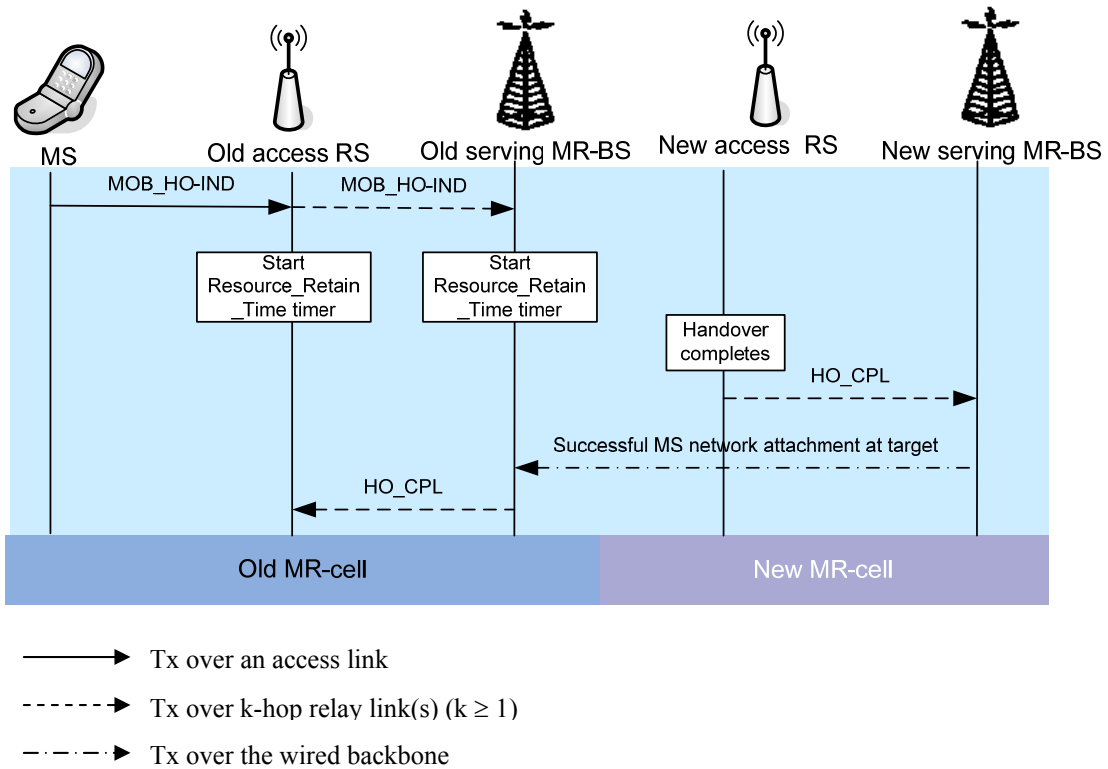 MS
Old access RS
Old serving MR-BS
New access RS
New serving MR-BS
MOB_HO-IND
MOB_HO-IND
Start
Resource_Retain
_Time timer
Start
Resource_Retain
_Time timer
Handover
completes
HO_CPL
Successful MS network attachment at target
HO_CPL
Old MR-cell
New MR-cell
Tx over an access link
Tx over k-hop relay link(s) (k ≥ 1)
Tx over the wired backbone